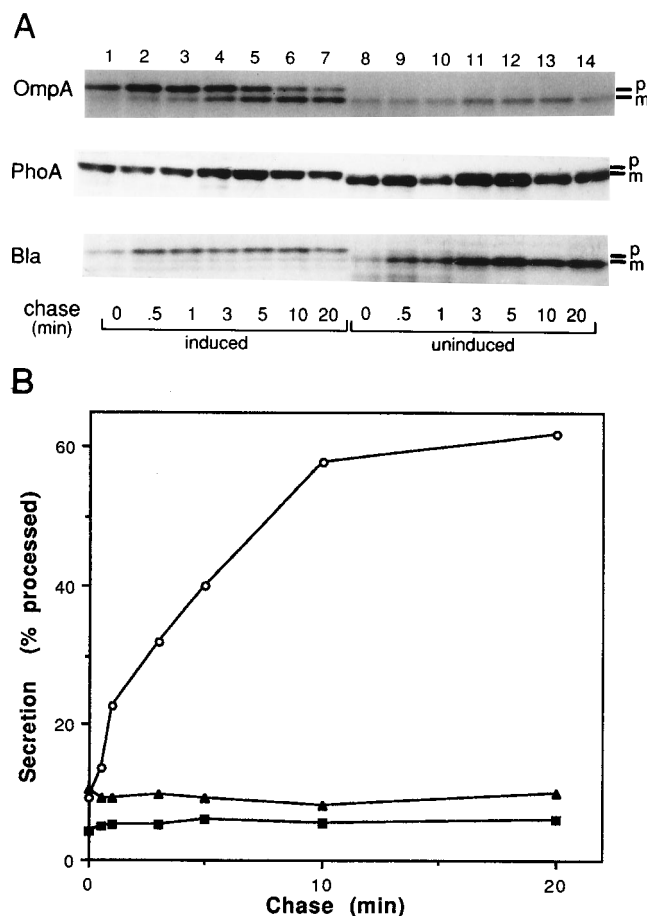 A
1 2 3 4 5 6 7 8 9 10 11 12 13 14
OmpA
p
m
PhoA
p
m
Bla
p
m
chase (min)
0 .5 1 3 5 10 20 0 .5 1 3 5 10 20
induced uninduced
B
60
40
20
0
Secretion (% processed)
0 10 20
Chase (min)